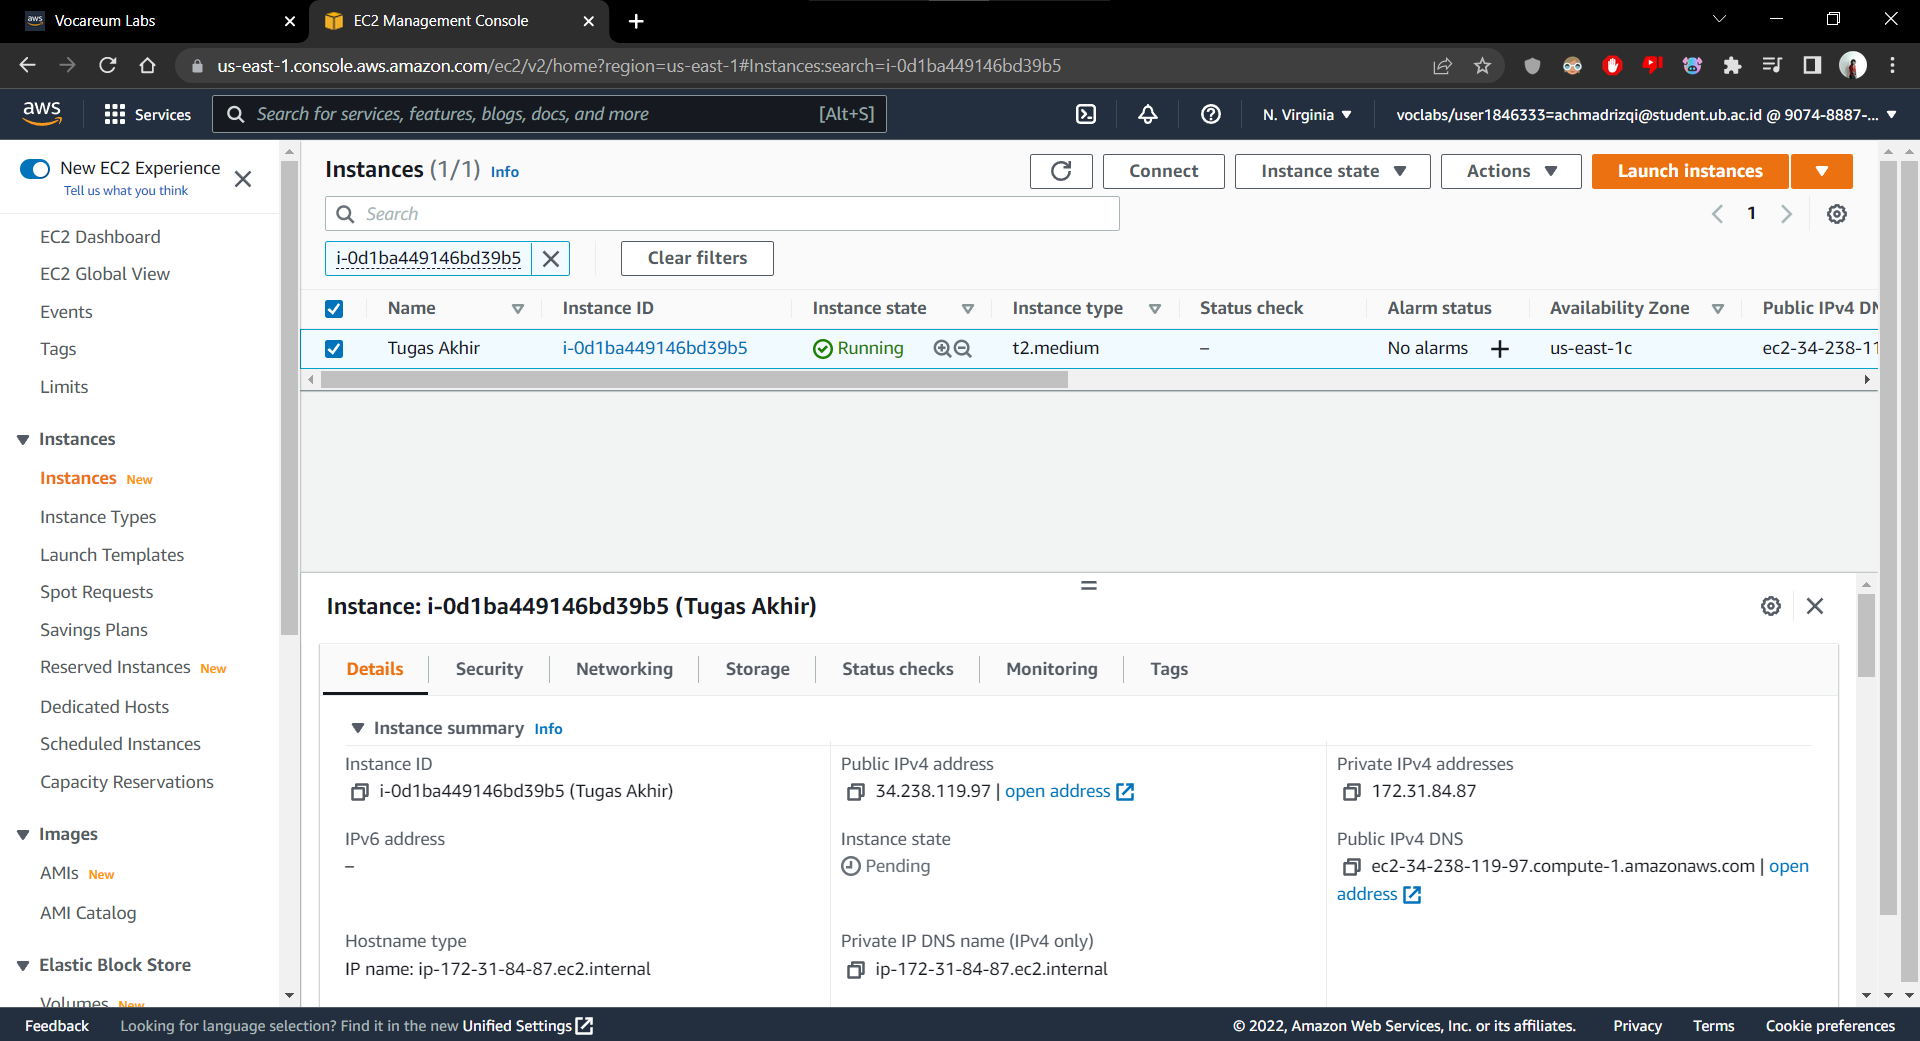 Vocareum Labs
EC2 Management Console
us-east-1.console.aws.amazon.com/ec2/v2/home?region=us-east-1#Instances:search=i-0d1ba449146bd39b5
aws
Services
Search for services, features, blogs, docs, and more
[Alt+S]
N. Virginia
voclabs/user1846333=achmadrizqi@student.ub.ac.id @ 9074-8887-...
New EC2 Experience
Tell us what you think
EC2 Dashboard
EC2 Global View
Events
Tags
Limits
Instances
Instances New
Instance Types
Launch Templates
Spot Requests
Savings Plans
Reserved Instances New
Dedicated Hosts
Scheduled Instances
Capacity Reservations
Images
AMIs New
AMI Catalog
Elastic Block Store
Volumes New
Instances (1/1) Info
Connect
Instance state
Actions
Launch instances
Search
1
i-0d1ba449146bd39b5
Clear filters
Name Instance ID Instance state Instance type Status check Alarm status Availability Zone Public IPv4 DN
Tugas Akhir i-0d1ba449146bd39b5 Running t2.medium – No alarms + us-east-1c ec2-34-238-11
Instance: i-0d1ba449146bd39b5 (Tugas Akhir)
Details Security Networking Storage Status checks Monitoring Tags
Instance summary Info
Instance ID
i-0d1ba449146bd39b5 (Tugas Akhir)
Public IPv4 address
34.238.119.97 | open address
Private IPv4 addresses
172.31.84.87
IPv6 address
–
Instance state
Pending
Public IPv4 DNS
ec2-34-238-119-97.compute-1.amazonaws.com | open
address
Hostname type
IP name: ip-172-31-84-87.ec2.internal
Private IP DNS name (IPv4 only)
ip-172-31-84-87.ec2.internal
Feedback
Looking for language selection? Find it in the new Unified Settings
© 2022, Amazon Web Services, Inc. or its affiliates.
Privacy
Terms
Cookie preferences